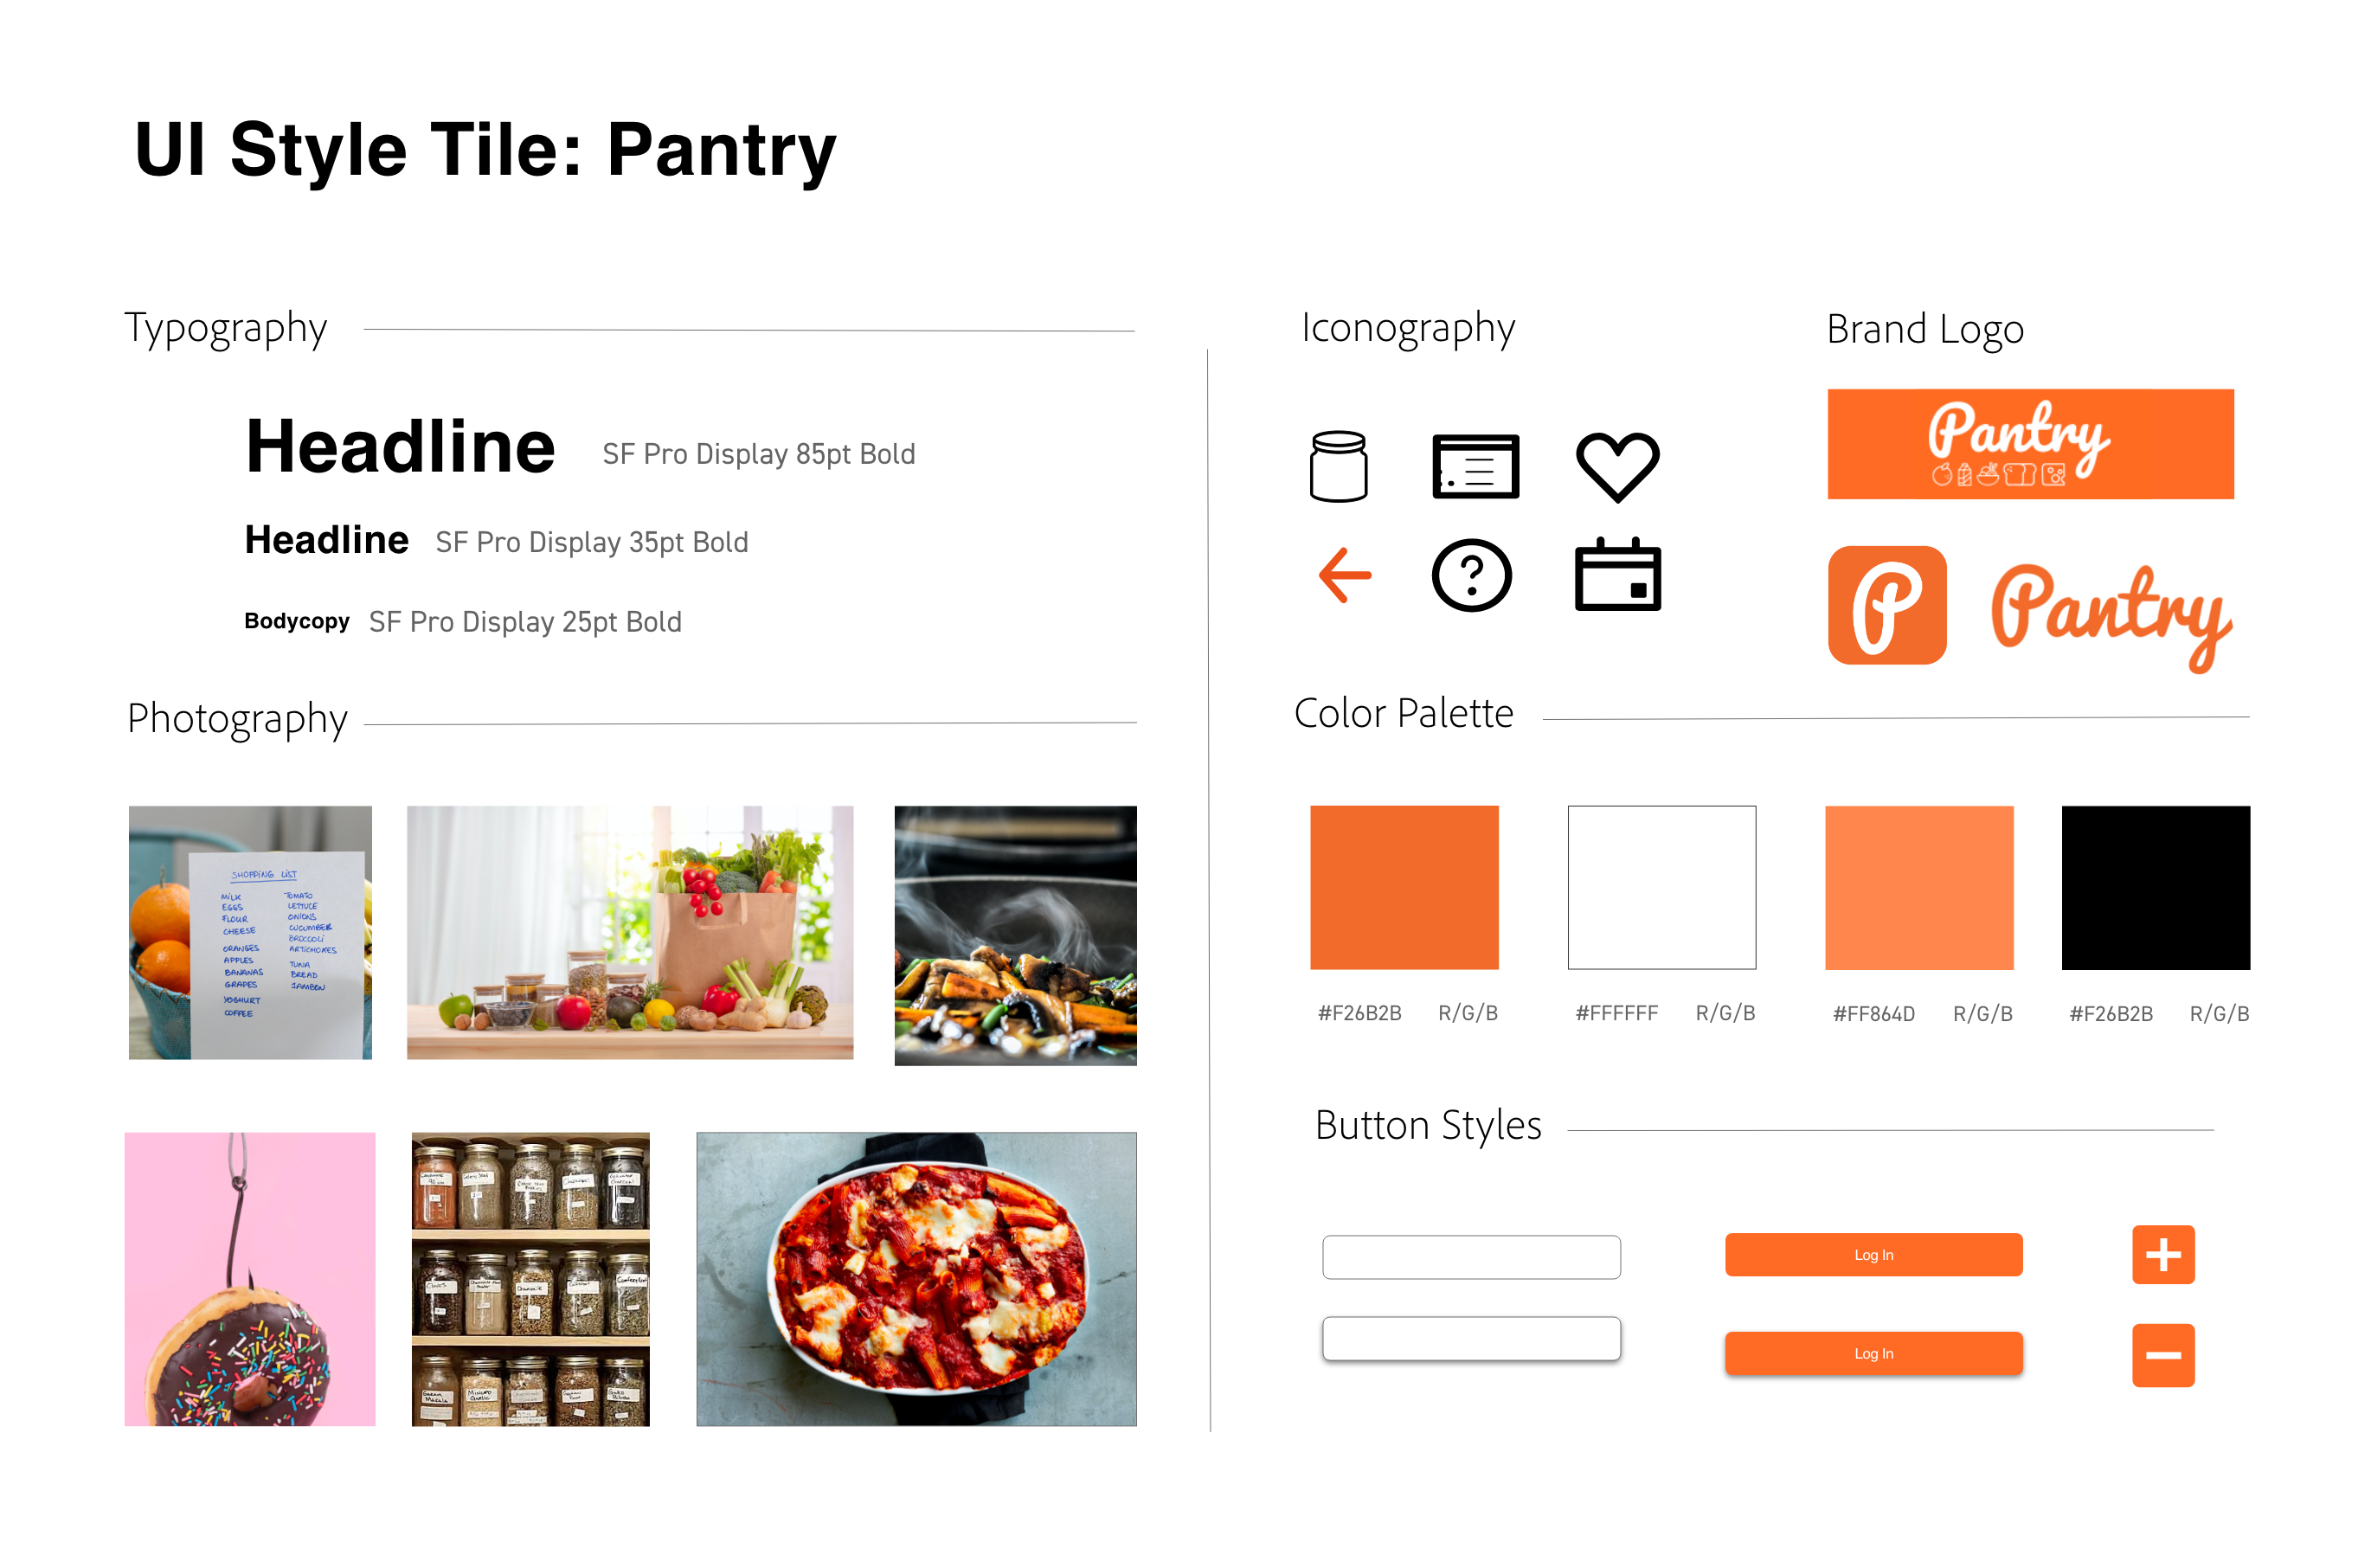 UI Style Tile: Pantry
Typography
Headline SF Pro Display 85pt Bold
Headline SF Pro Display 35pt Bold
Bodycopy SF Pro Display 25pt Bold
Photography
SHOPPING LIST
MILK
EGGS
FLOUR
CHEESE
ORANGES
APPLES
BANANAS
GRAPES
YOGHURT
COFFEE
TOMATO
LETTUCE
ONIONS
CUCUMBER
BROCCOLI
ARTICHOKES
TUNA
BREAD
JAMBON
Iconography
?
Brand Logo
Pantry
P
Pantry
Color Palette
#F26B2B R/G/B
#FFFFFF R/G/B
#FF864D R/G/B
#F26B2B R/G/B
Button Styles
Log In
Log In